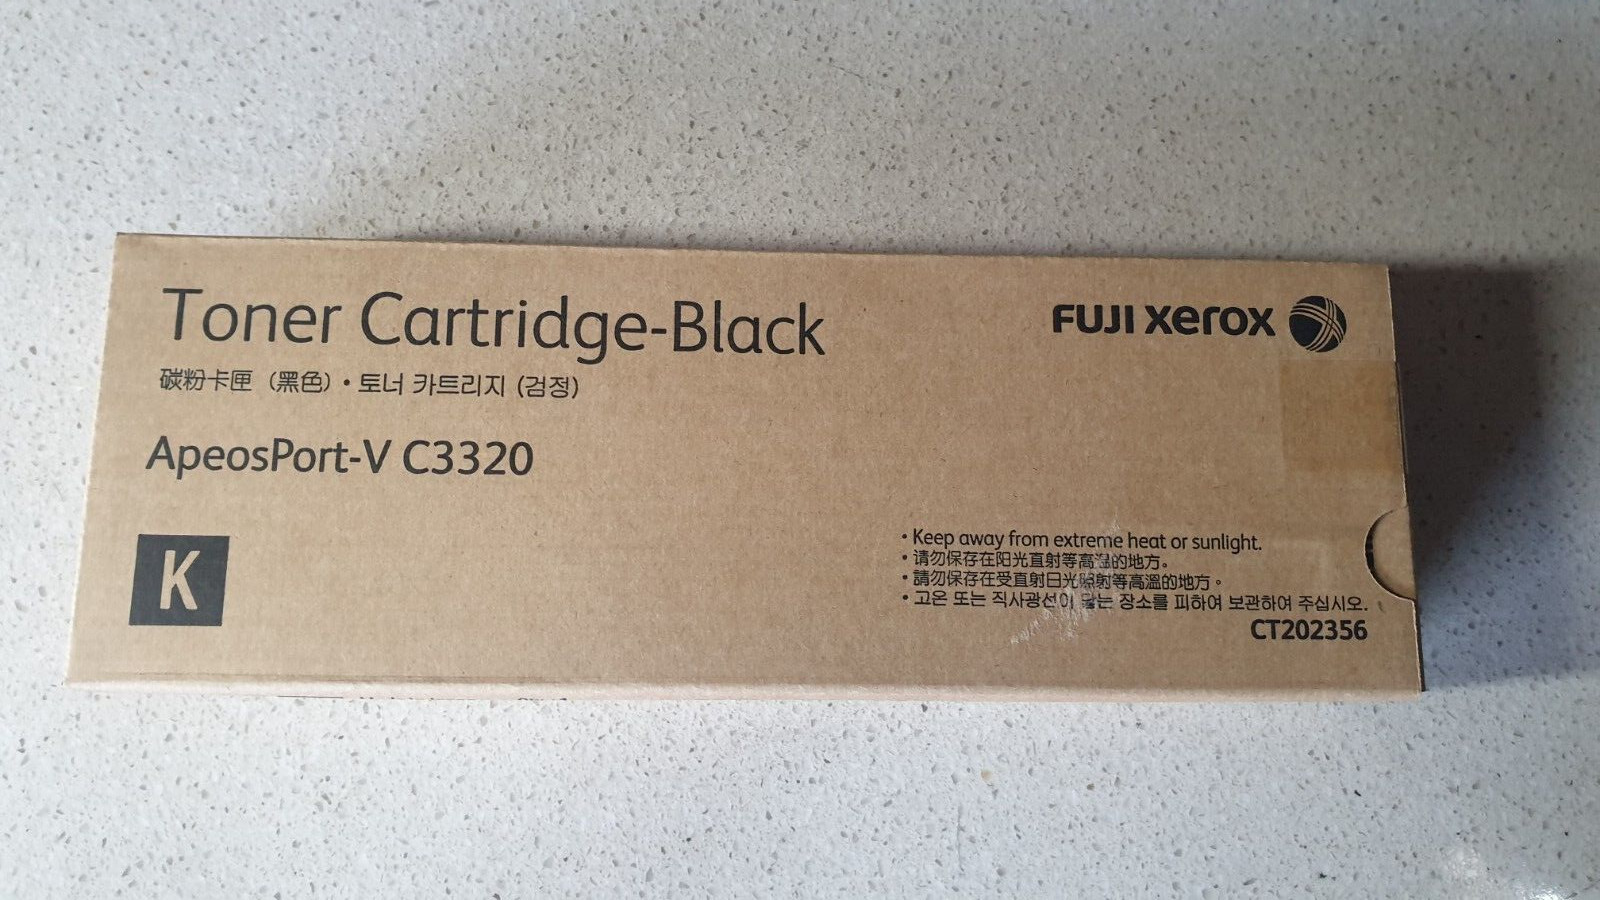 Toner Cartridge-Black
FUJI xerox
碳粉卡匣（黑色）・토너 카트리지 (검정)
ApeosPort-V C3320
K
・Keep away from extreme heat or sunlight.
・请勿保存在阳光直射等高温的地方。
・請勿保存在受直射日光照射等高溫的地方。
・고온 또는 직사광선이 닿는 장소를 피하여 보관하여 주십시오.
CT202356